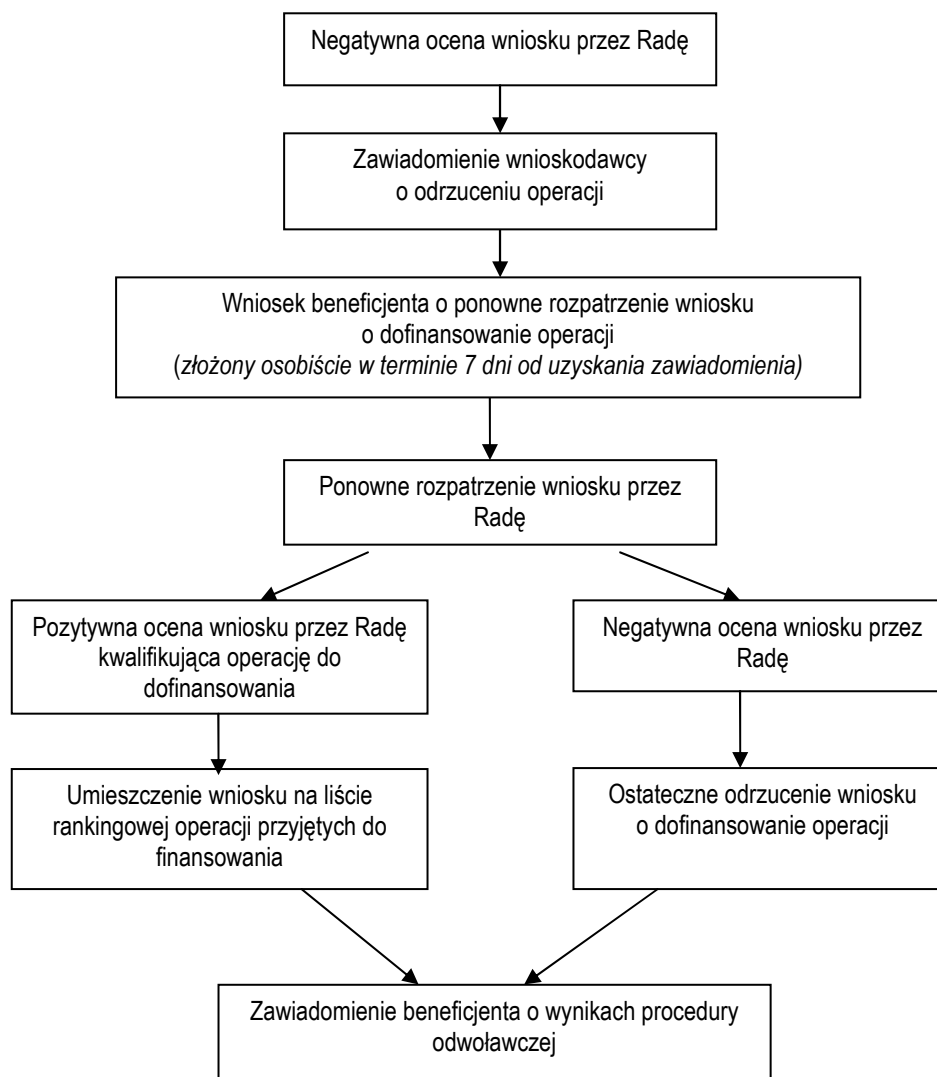 Negatywna ocena wniosku przez Radę
Zawiadomienie wnioskodawcy
o odrzuceniu operacji
Wniosek beneficjenta o ponowne rozpatrzenie wniosku
o dofinansowanie operacji
(złożony osobiście w terminie 7 dni od uzyskania zawiadomienia)
Ponowne rozpatrzenie wniosku przez
Radę
Pozytywna ocena wniosku przez Radę
kwalifikująca operację do
dofinansowania
Negatywna ocena wniosku przez
Radę
Umieszczenie wniosku na liście
rankingowej operacji przyjętych do
finansowania
Ostateczne odrzucenie wniosku
o dofinansowanie operacji
Zawiadomienie beneficjenta o wynikach procedury
odwoławczej